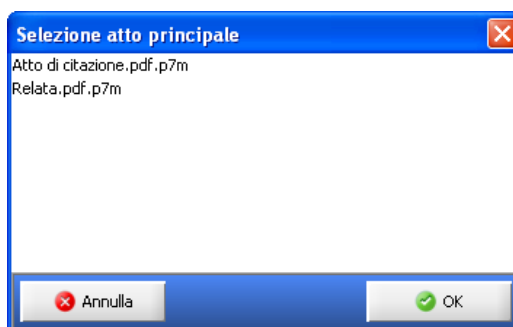 Selezione atto principale
Atto di citazione.pdf.p7m
Relata.pdf.p7m
Annulla
OK